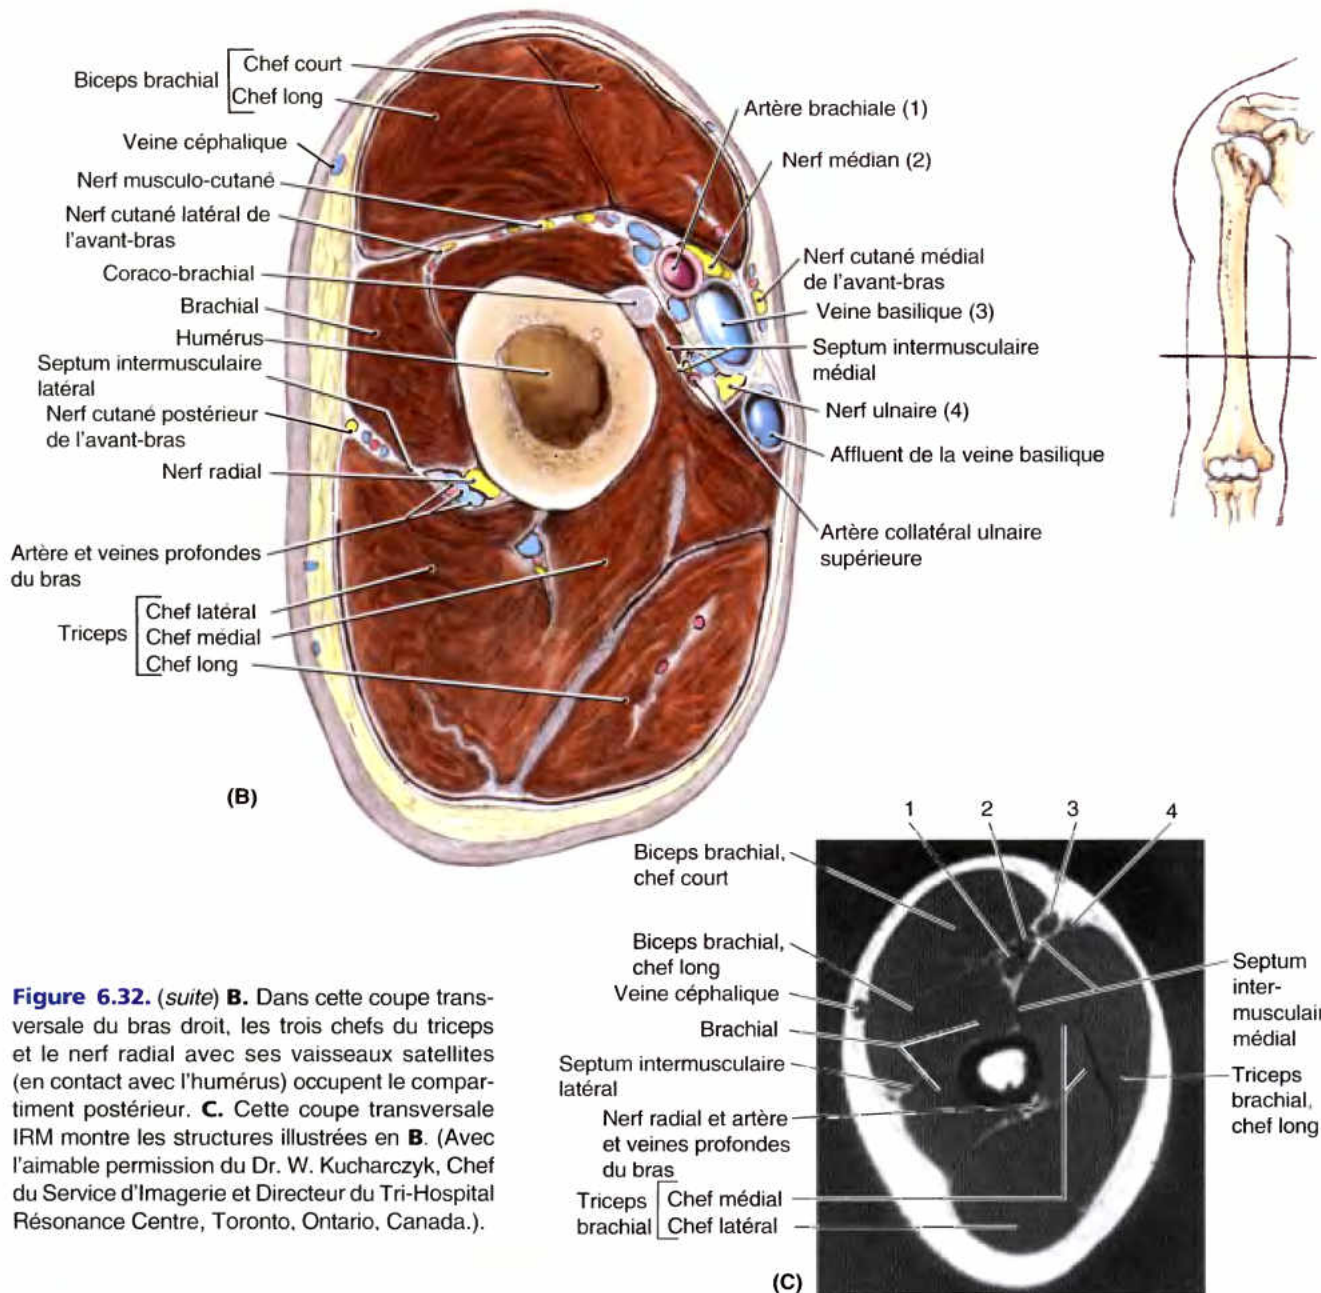 Biceps brachial
Chef court
Chef long
Veine céphalique
Nerf musculo-cutané
Nerf cutané latéral de
l'avant-bras
Coraco-brachial
Brachial
Humérus
Septum intermusculaire
latéral
Nerf cutané postérieur
de l'avant-bras
Nerf radial
Artère et veines profondes
du bras
Triceps
Chef latéral
Chef médial
Chef long
Artère brachiale (1)
Nerf médian (2)
Nerf cutané médial
de l'avant-bras
Veine basilique (3)
Septum intermusculaire
médial
Nerf ulnaire (4)
Affluent de la veine basilique
Artère collatéral ulnaire
supérieure
(B)
1 2 3 4
Biceps brachial,
chef court
Biceps brachial,
chef long
Veine céphalique
Brachial
Septum intermusculaire
latéral
Nerf radial et artère
et veines profondes
du bras
Triceps
brachial
Chef médial
Chef latéral
Septum
inter-
musculair
médial
Triceps
brachial,
chef long
(C)
Figure 6.32. (suite) B. Dans cette coupe trans-
versale du bras droit, les trois chefs du triceps
et le nerf radial avec ses vaisseaux satellites
(en contact avec l'humérus) occupent le compar-
timent postérieur. C. Cette coupe transversale
IRM montre les structures illustrées en B. (Avec
l'aimable permission du Dr. W. Kucharczyk, Chef
du Service d'Imagerie et Directeur du Tri-Hospital
Résonance Centre, Toronto, Ontario, Canada.).